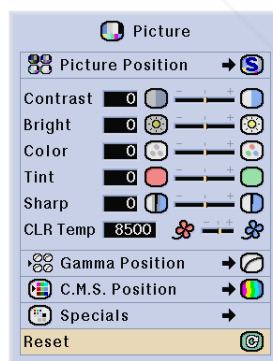 Picture
Picture Position S
Contrast 0 - +
Bright 0 - +
Color 0 - +
Tint 0 - +
Sharp 0 - +
CLR Temp 8500 - +
Gamma Position
C.M.S. Position
Specials
Reset C